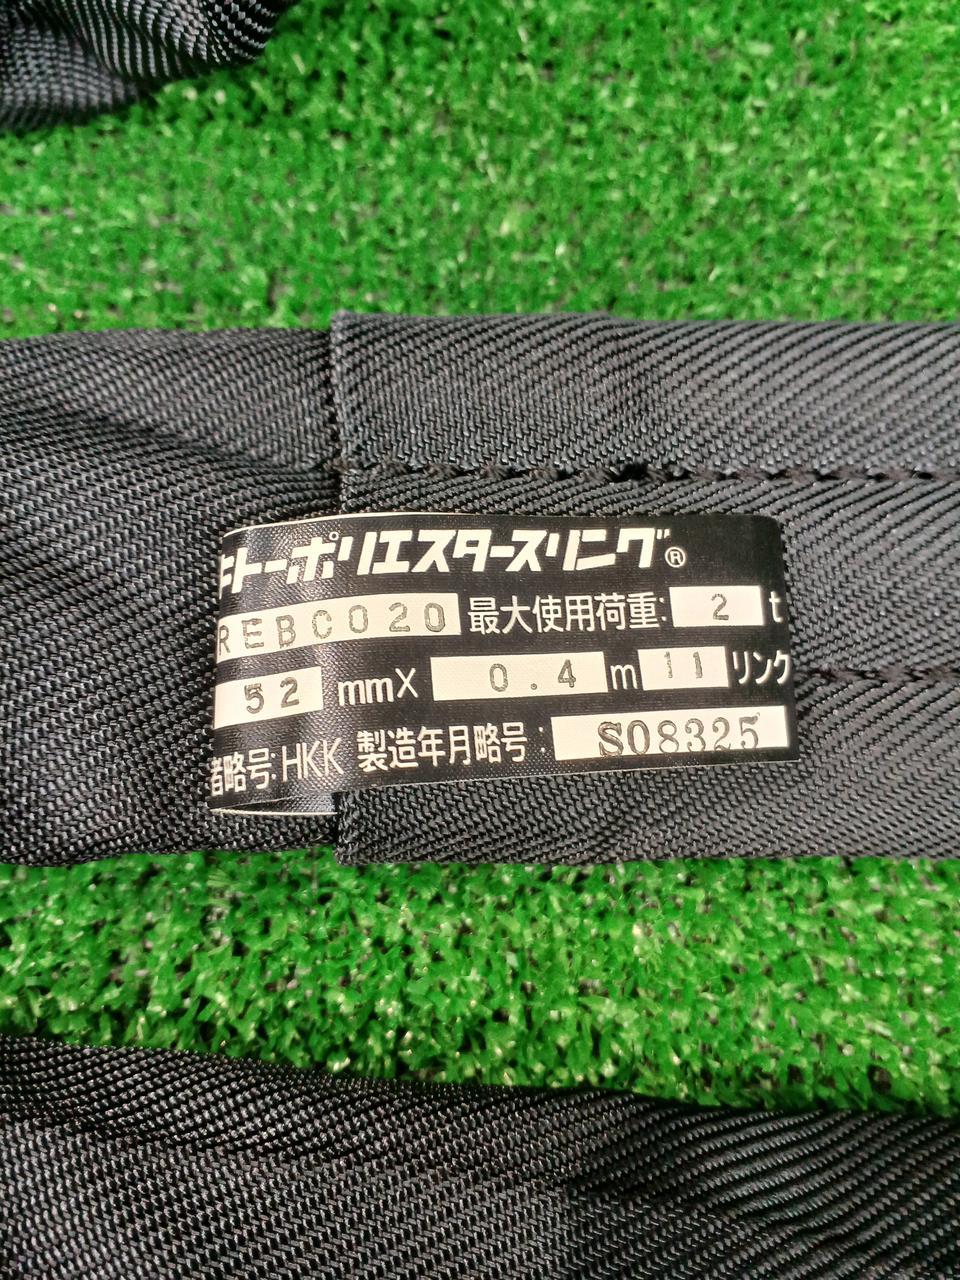 キトーポリエスタースリング®
REBC020 最大使用荷重: 2 t
52 mm× 0.4 m 11 リンク
者略号: HKK 製造年月略号: S08325